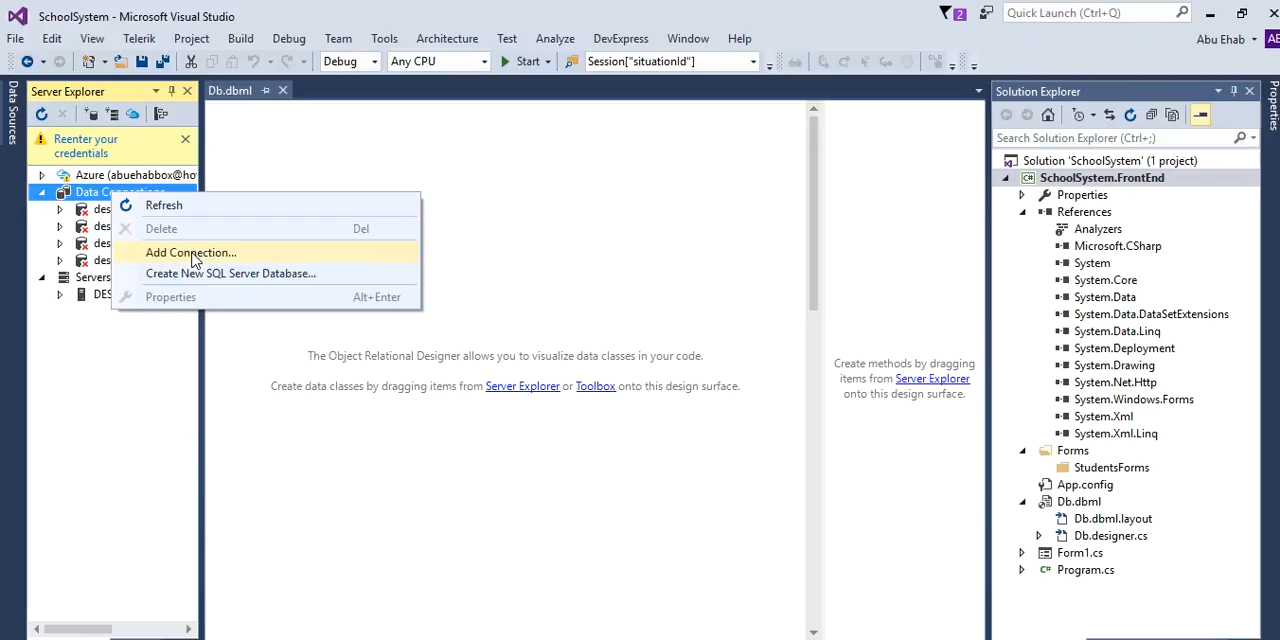 SchoolSystem - Microsoft Visual Studio
2
Quick Launch (Ctrl+Q)
File Edit View Telerik Project Build Debug Team Tools Architecture Test Analyze DevExpress Window Help
Abu Ehab
AE
Debug
Any CPU
Start
Session["situationId"]
Data Sources
Server Explorer
Reenter your
credentials
Azure (abuehabbox@ho
Data Connections
des
des
des
des
Servers
DES
Refresh
Delete Del
Add Connection...
Create New SQL Server Database...
Properties Alt+Enter
Db.dbml
The Object Relational Designer allows you to visualize data classes in your code.
Create data classes by dragging items from Server Explorer or Toolbox onto this design surface.
Create methods by dragging
items from Server Explorer
onto this design surface.
Solution Explorer
Search Solution Explorer (Ctrl+;)
Solution 'SchoolSystem' (1 project)
SchoolSystem.FrontEnd
Properties
References
Analyzers
Microsoft.CSharp
System
System.Core
System.Data
System.Data.DataSetExtensions
System.Data.Linq
System.Deployment
System.Drawing
System.Net.Http
System.Windows.Forms
System.Xml
System.Xml.Linq
Forms
StudentsForms
App.config
Db.dbml
Db.dbml.layout
Db.designer.cs
Form1.cs
Program.cs
Properties